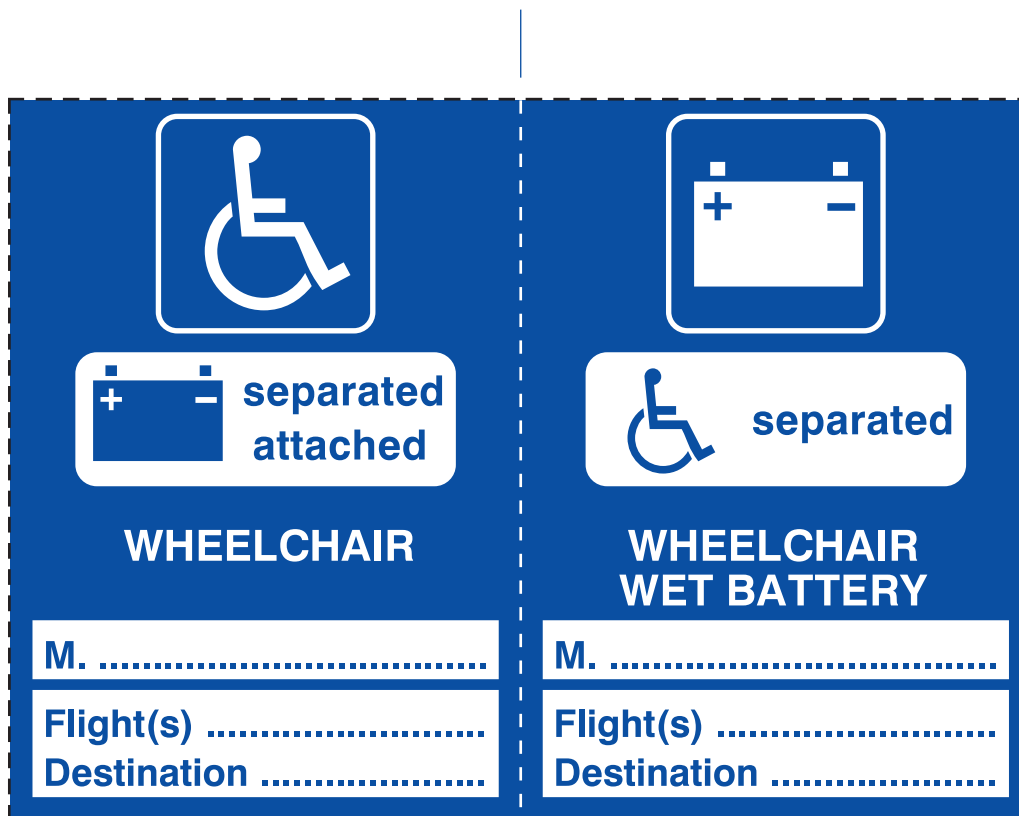 + -
separated
attached
WHEELCHAIR
M. ............................................
Flight(s) ................................
Destination ..........................
+ -
separated
WHEELCHAIR
WET BATTERY
M. ............................................
Flight(s) ................................
Destination ..........................